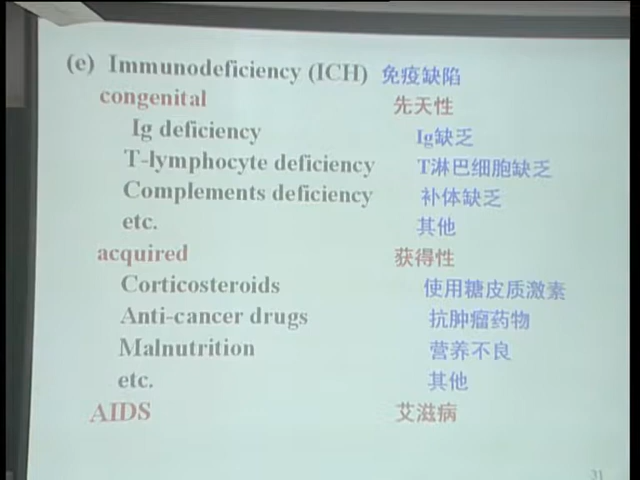 (e) Immunodeficiency (ICH) 免疫缺陷
congenital 先天性
Ig deficiency Ig缺乏
T-lymphocyte deficiency T淋巴细胞缺乏
Complements deficiency 补体缺乏
etc. 其他
acquired 获得性
Corticosteroids 使用糖皮质激素
Anti-cancer drugs 抗肿瘤药物
Malnutrition 营养不良
etc. 其他
AIDS 艾滋病
31